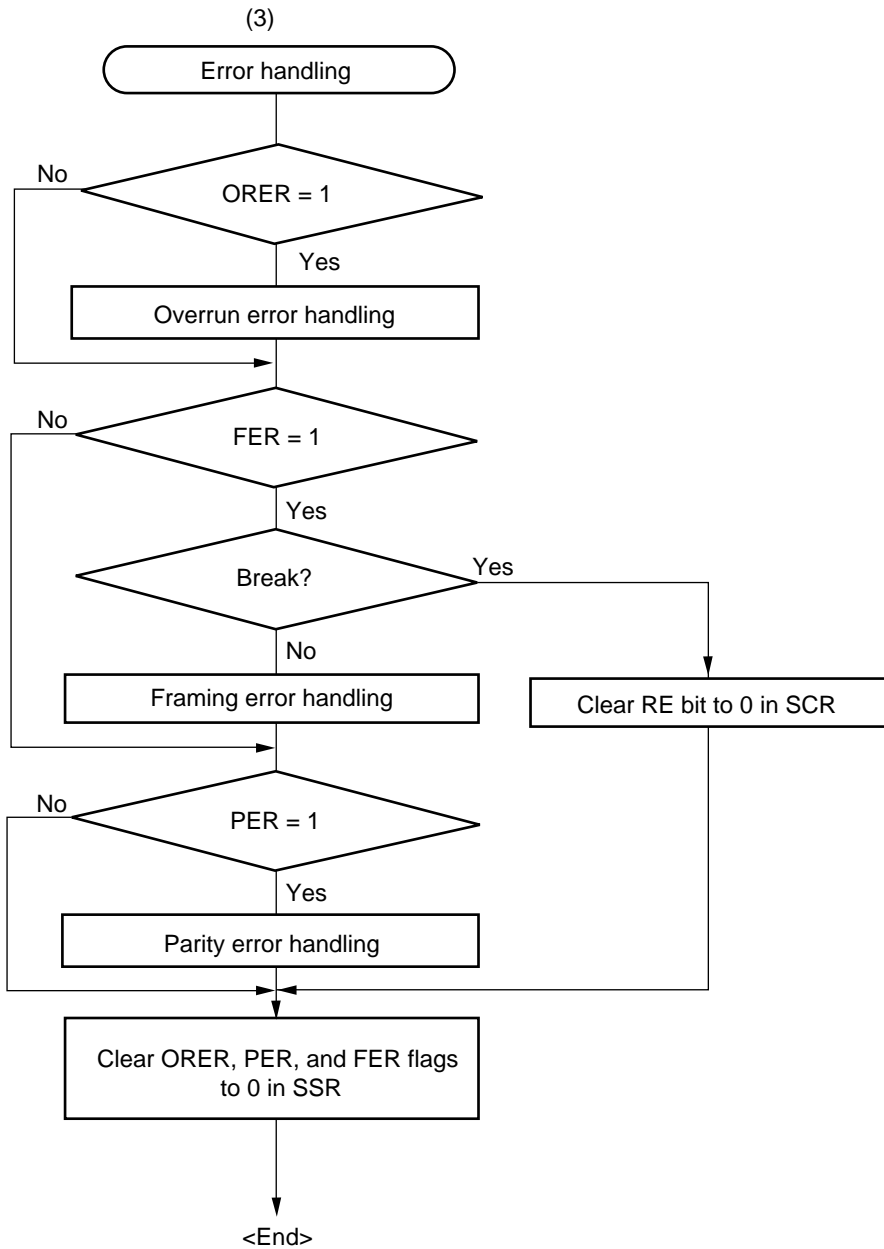 (3)
Error handling
No
ORER = 1
Yes
Overrun error handling
No
FER = 1
Yes
Break?
Yes
No
Framing error handling
Clear RE bit to 0 in SCR
No
PER = 1
Yes
Parity error handling
Clear ORER, PER, and FER flags
to 0 in SSR
<End>